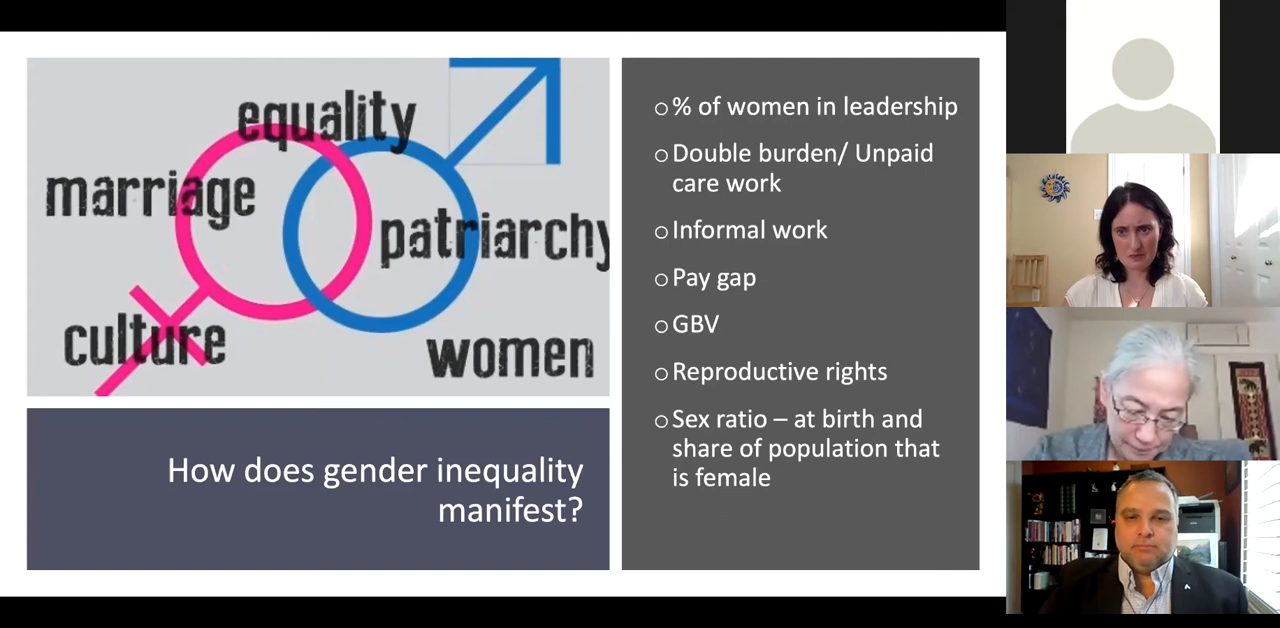 equality
marriage
patriarchy
culture
women
How does gender inequality
manifest?
% of women in leadership
Double burden/ Unpaid
care work
Informal work
Pay gap
GBV
Reproductive rights
Sex ratio – at birth and
share of population that
is female